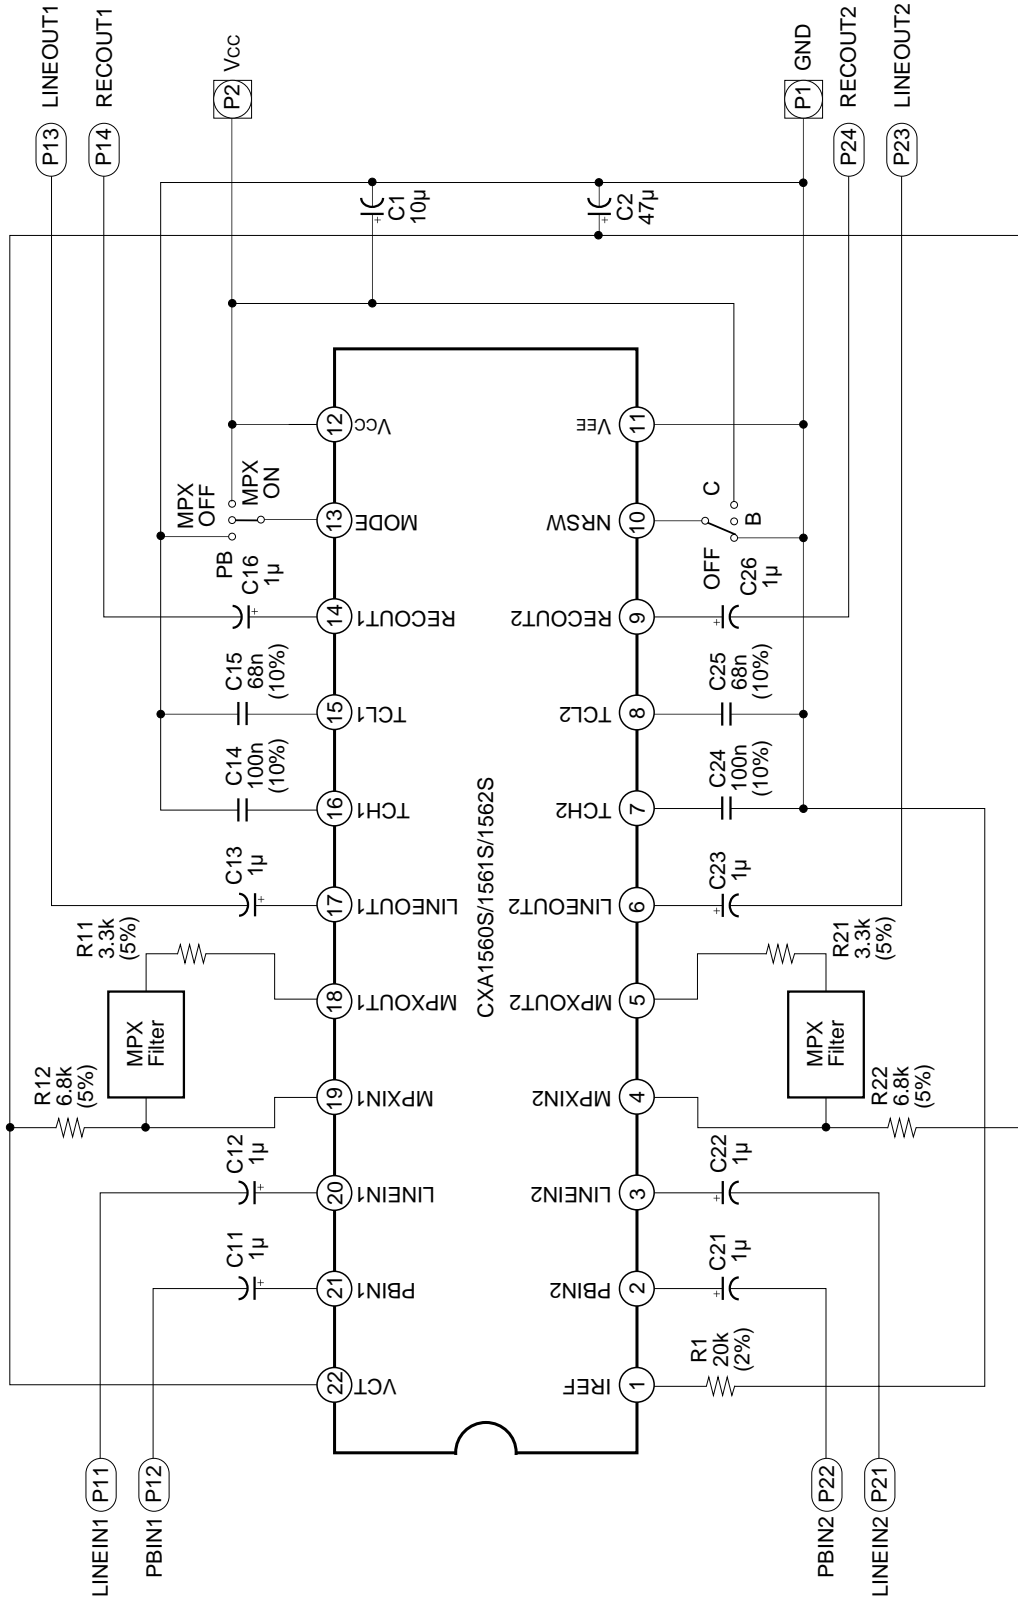 LINEOUT1
P13
RECOUT1
P14
P2
Vcc
P1
GND
RECOUT2
P24
LINEOUT2
P23
C1
10µ
+
C2
47µ
+
MPX
OFF
MPX
ON
PB
C16
1µ
+
C15
68n
(10%)
C14
100n
(10%)
C13
1µ
+
R11
3.3k
(5%)
MPX
Filter
R12
6.8k
(5%)
C12
1µ
+
C11
1µ
+
LINEIN1
P11
PBIN1
P12
12
VCC
13
MODE
14
RECOUT1
15
TCL1
16
TCH1
17
LINEOUT1
18
MPXOUT1
19
MPXIN1
20
LINEIN1
21
PBIN1
22
VCT
CXA1560S/1561S/1562S
11
VEE
10
NRSW
9
RECOUT2
8
TCL2
7
TCH2
6
LINEOUT2
5
MPXOUT2
4
MPXIN2
3
LINEIN2
2
PBIN2
1
IREF
C
B
OFF
C26
1µ
+
C25
68n
(10%)
C24
100n
(10%)
C23
1µ
+
R21
3.3k
(5%)
MPX
Filter
R22
6.8k
(5%)
C22
1µ
+
C21
1µ
+
R1
20k
(2%)
PBIN2
P22
LINEIN2
P21